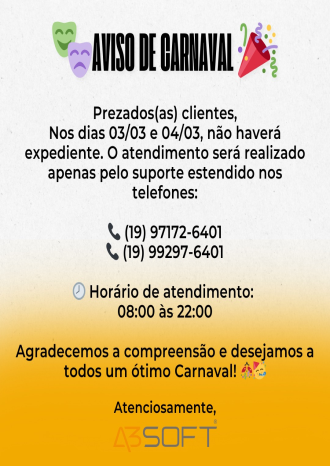 AVISO DE CARNAVAL
Prezados(as) clientes,
Nos dias 03/03 e 04/03, não haverá
expediente. O atendimento será realizado
apenas pelo suporte estendido nos
telefones:
(19) 97172-6401
(19) 99297-6401
Horário de atendimento:
08:00 às 22:00
Agradecemos a compreensão e desejamos a
todos um ótimo Carnaval!
Atenciosamente,
A3SOFT